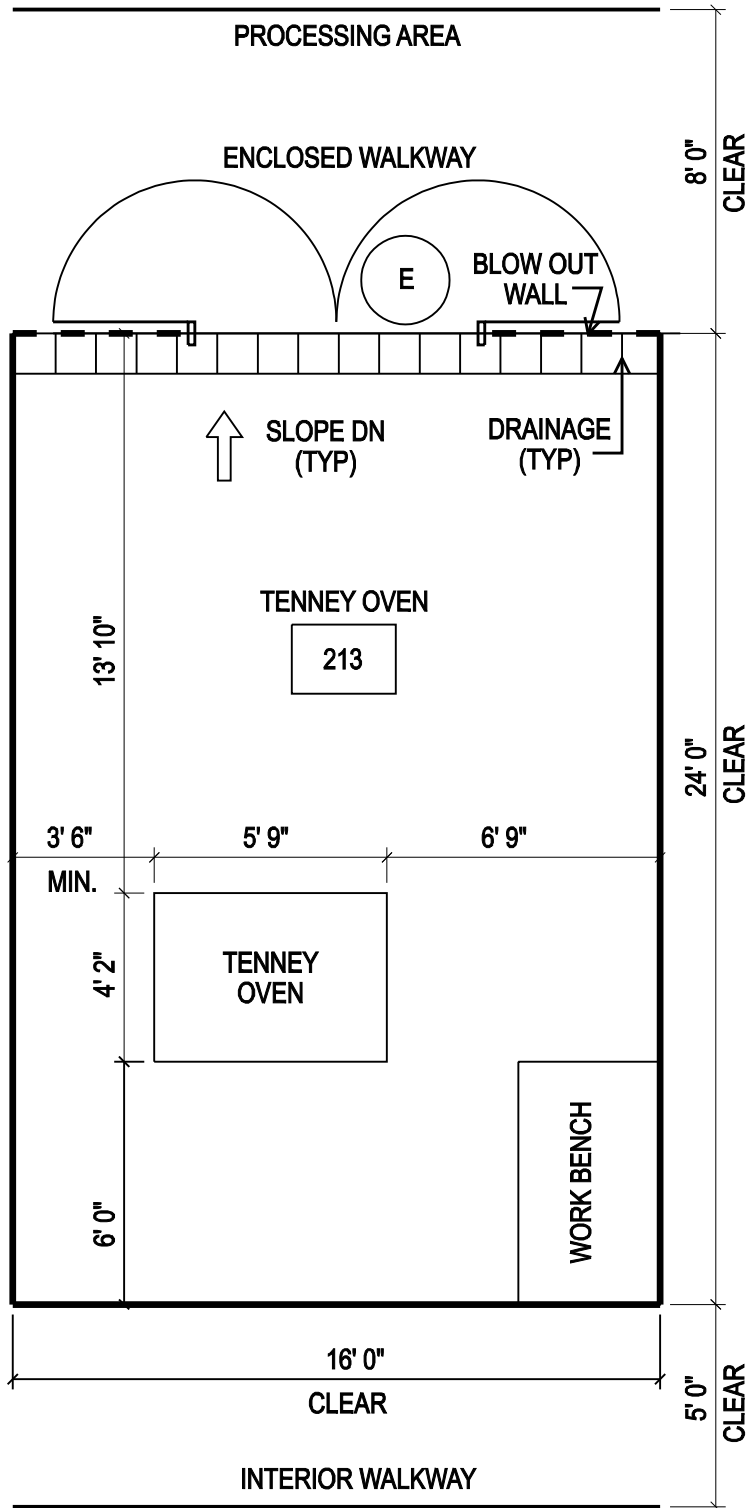 PROCESSING AREA
8' 0"
CLEAR
ENCLOSED WALKWAY
E
BLOW OUT
WALL
SLOPE DN
(TYP)
DRAINAGE
(TYP)
TENNEY OVEN
213
13' 10"
24' 0"
CLEAR
3' 6"
MIN.
5' 9"
6' 9"
4' 2"
TENNEY
OVEN
6' 0"
WORK BENCH
16' 0"
CLEAR
5' 0"
CLEAR
INTERIOR WALKWAY